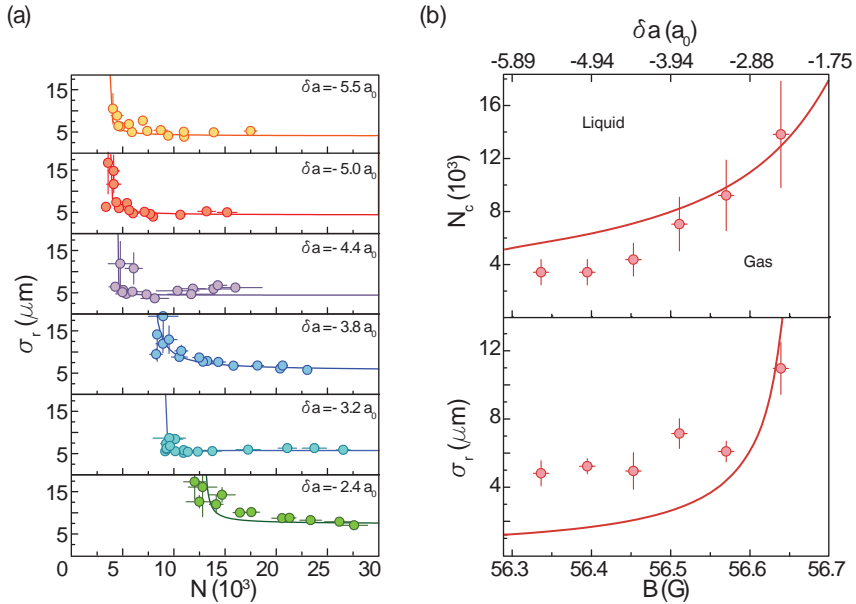 (a)
(b)
δa (a₀)
-5.89 -4.94 -3.94 -2.88 -1.75
15
5
δa = - 5.5 a₀
15
5
δa = - 5.0 a₀
15
5
δa = - 4.4 a₀
15
5
δa = - 3.8 a₀
15
5
δa = - 3.2 a₀
15
5
δa = - 2.4 a₀
σᵣ (μm)
0 5 10 15 20 25 30
N (10³)
16
12
8
4
N_c (10³)
Liquid
Gas
12
8
4
σᵣ (μm)
56.3 56.4 56.5 56.6 56.7
B(G)